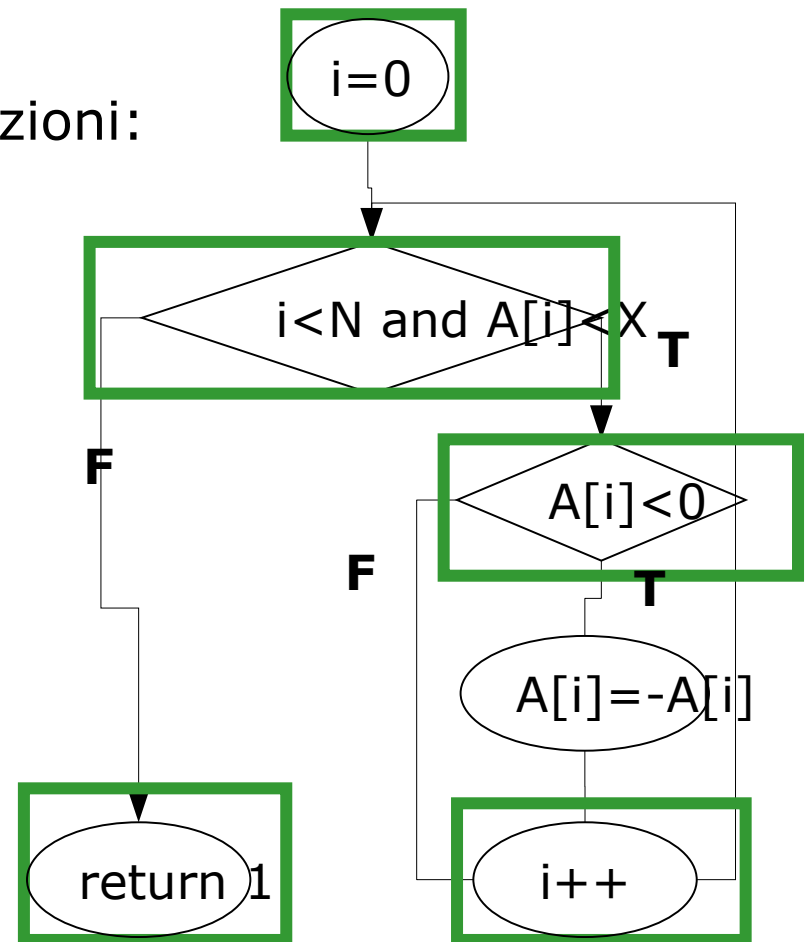 i=0
zioni:
i<N and A[i]<X
T
F
A[i]<0
F
T
A[i]=-A[i]
return 1
i++